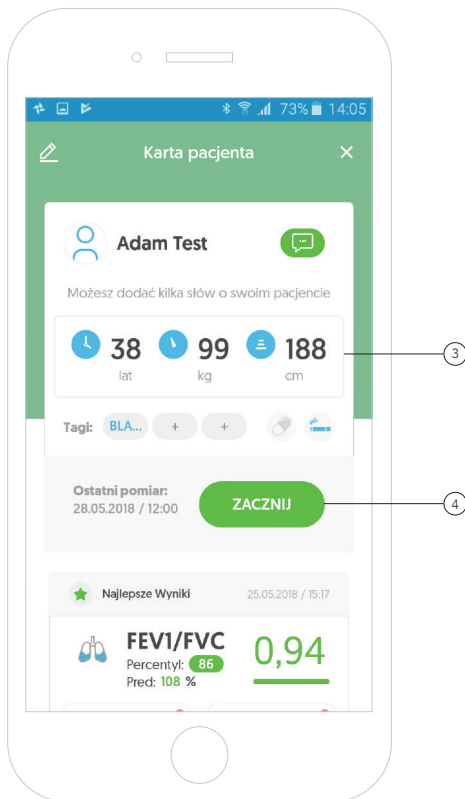 73% 14:05
Karta pacjenta
Adam Test
Możesz dodać kilka słów o swoim pacjencie
38 99 188
lat kg cm
3
Tagi: BLA... + +
Ostatni pomiar:
28.05.2018 / 12:00
ZACZNIJ
4
Najlepsze Wyniki 25.05.2018 / 15:17
FEV1/FVC
0,94
Percentyl: 86
Pred: 108 %